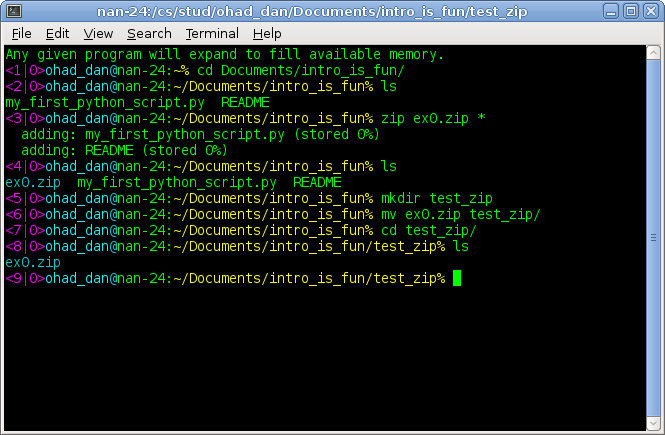 nan-24:/cs/stud/ohad_dan/Documents/intro_is_fun/test_zip
File Edit View Search Terminal Help
Any given program will expand to fill available memory.
<1|0>ohad_dan@nan-24:~% cd Documents/intro_is_fun/
<2|0>ohad_dan@nan-24:~/Documents/intro_is_fun% ls
my_first_python_script.py  README
<3|0>ohad_dan@nan-24:~/Documents/intro_is_fun% zip ex0.zip *
  adding: my_first_python_script.py (stored 0%)
  adding: README (stored 0%)
<4|0>ohad_dan@nan-24:~/Documents/intro_is_fun% ls
ex0.zip  my_first_python_script.py  README
<5|0>ohad_dan@nan-24:~/Documents/intro_is_fun% mkdir test_zip
<6|0>ohad_dan@nan-24:~/Documents/intro_is_fun% mv ex0.zip test_zip/
<7|0>ohad_dan@nan-24:~/Documents/intro_is_fun% cd test_zip/
<8|0>ohad_dan@nan-24:~/Documents/intro_is_fun/test_zip% ls
ex0.zip
<9|0>ohad_dan@nan-24:~/Documents/intro_is_fun/test_zip%